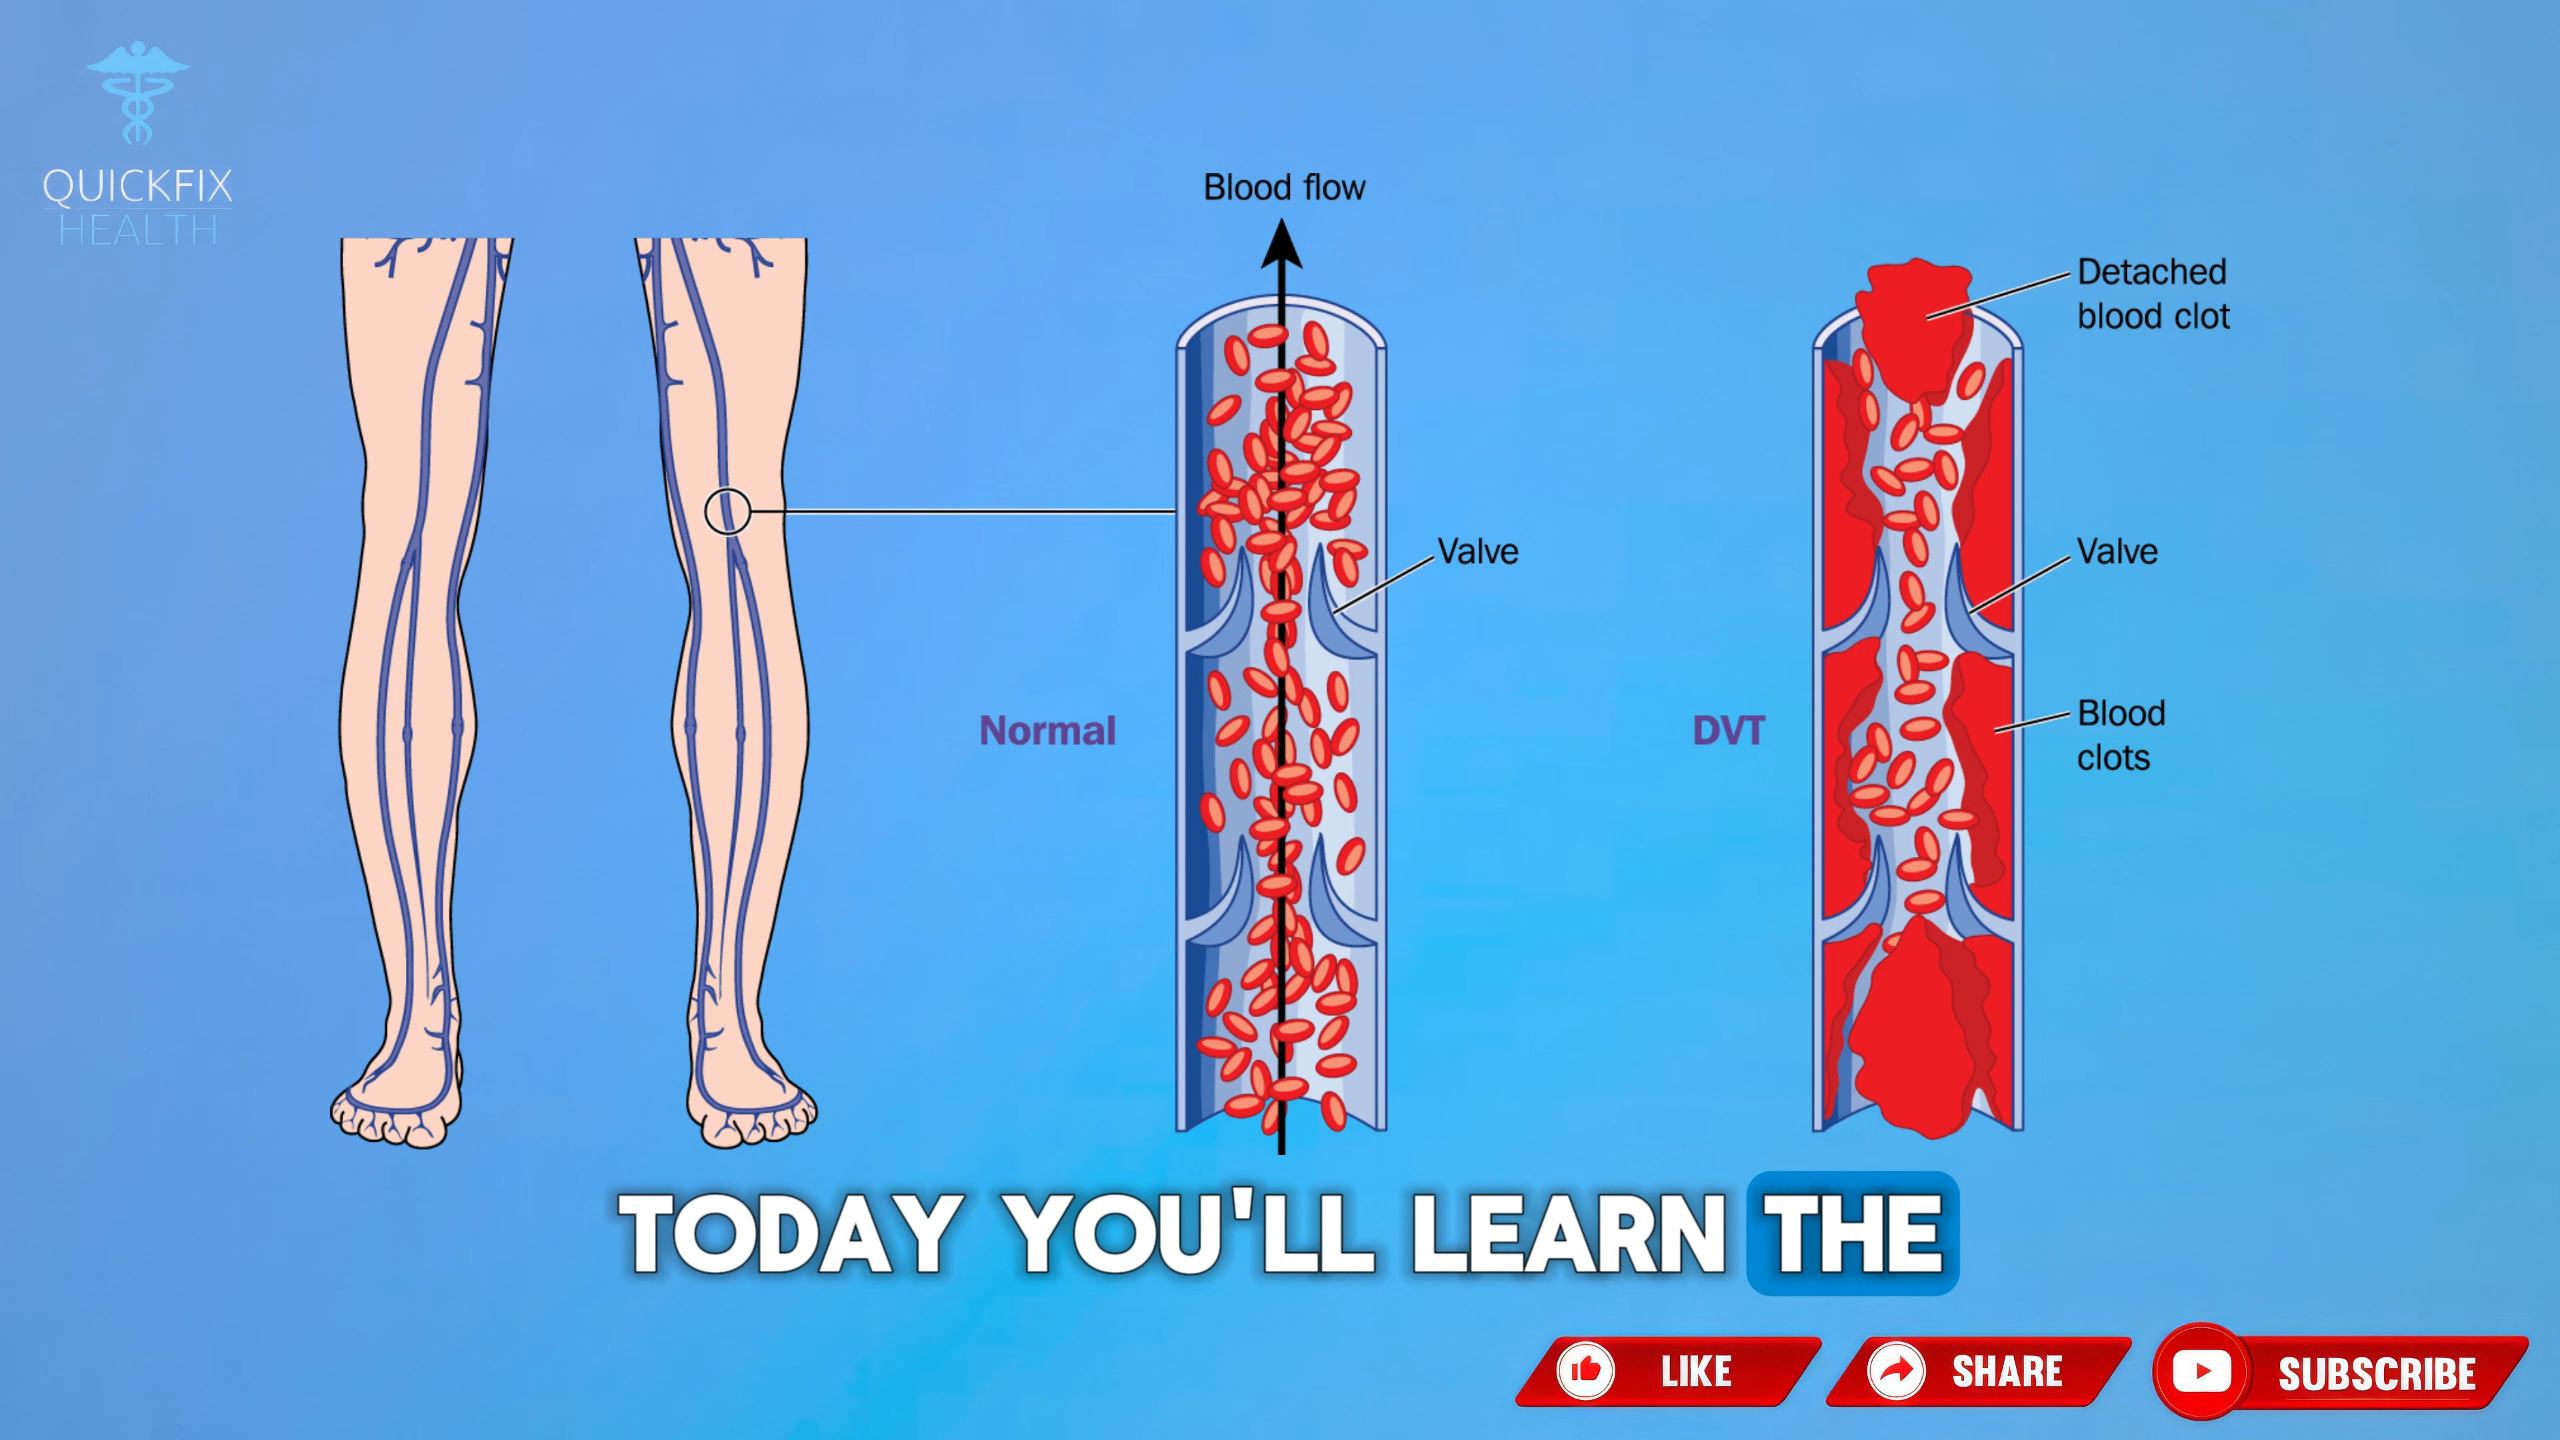 QUICKFIX
HEALTH
Blood flow
Detached
blood clot
Valve
Valve
Normal
DVT
Blood
clots
TODAY YOU'LL LEARN THE
LIKE
SHARE
SUBSCRIBE